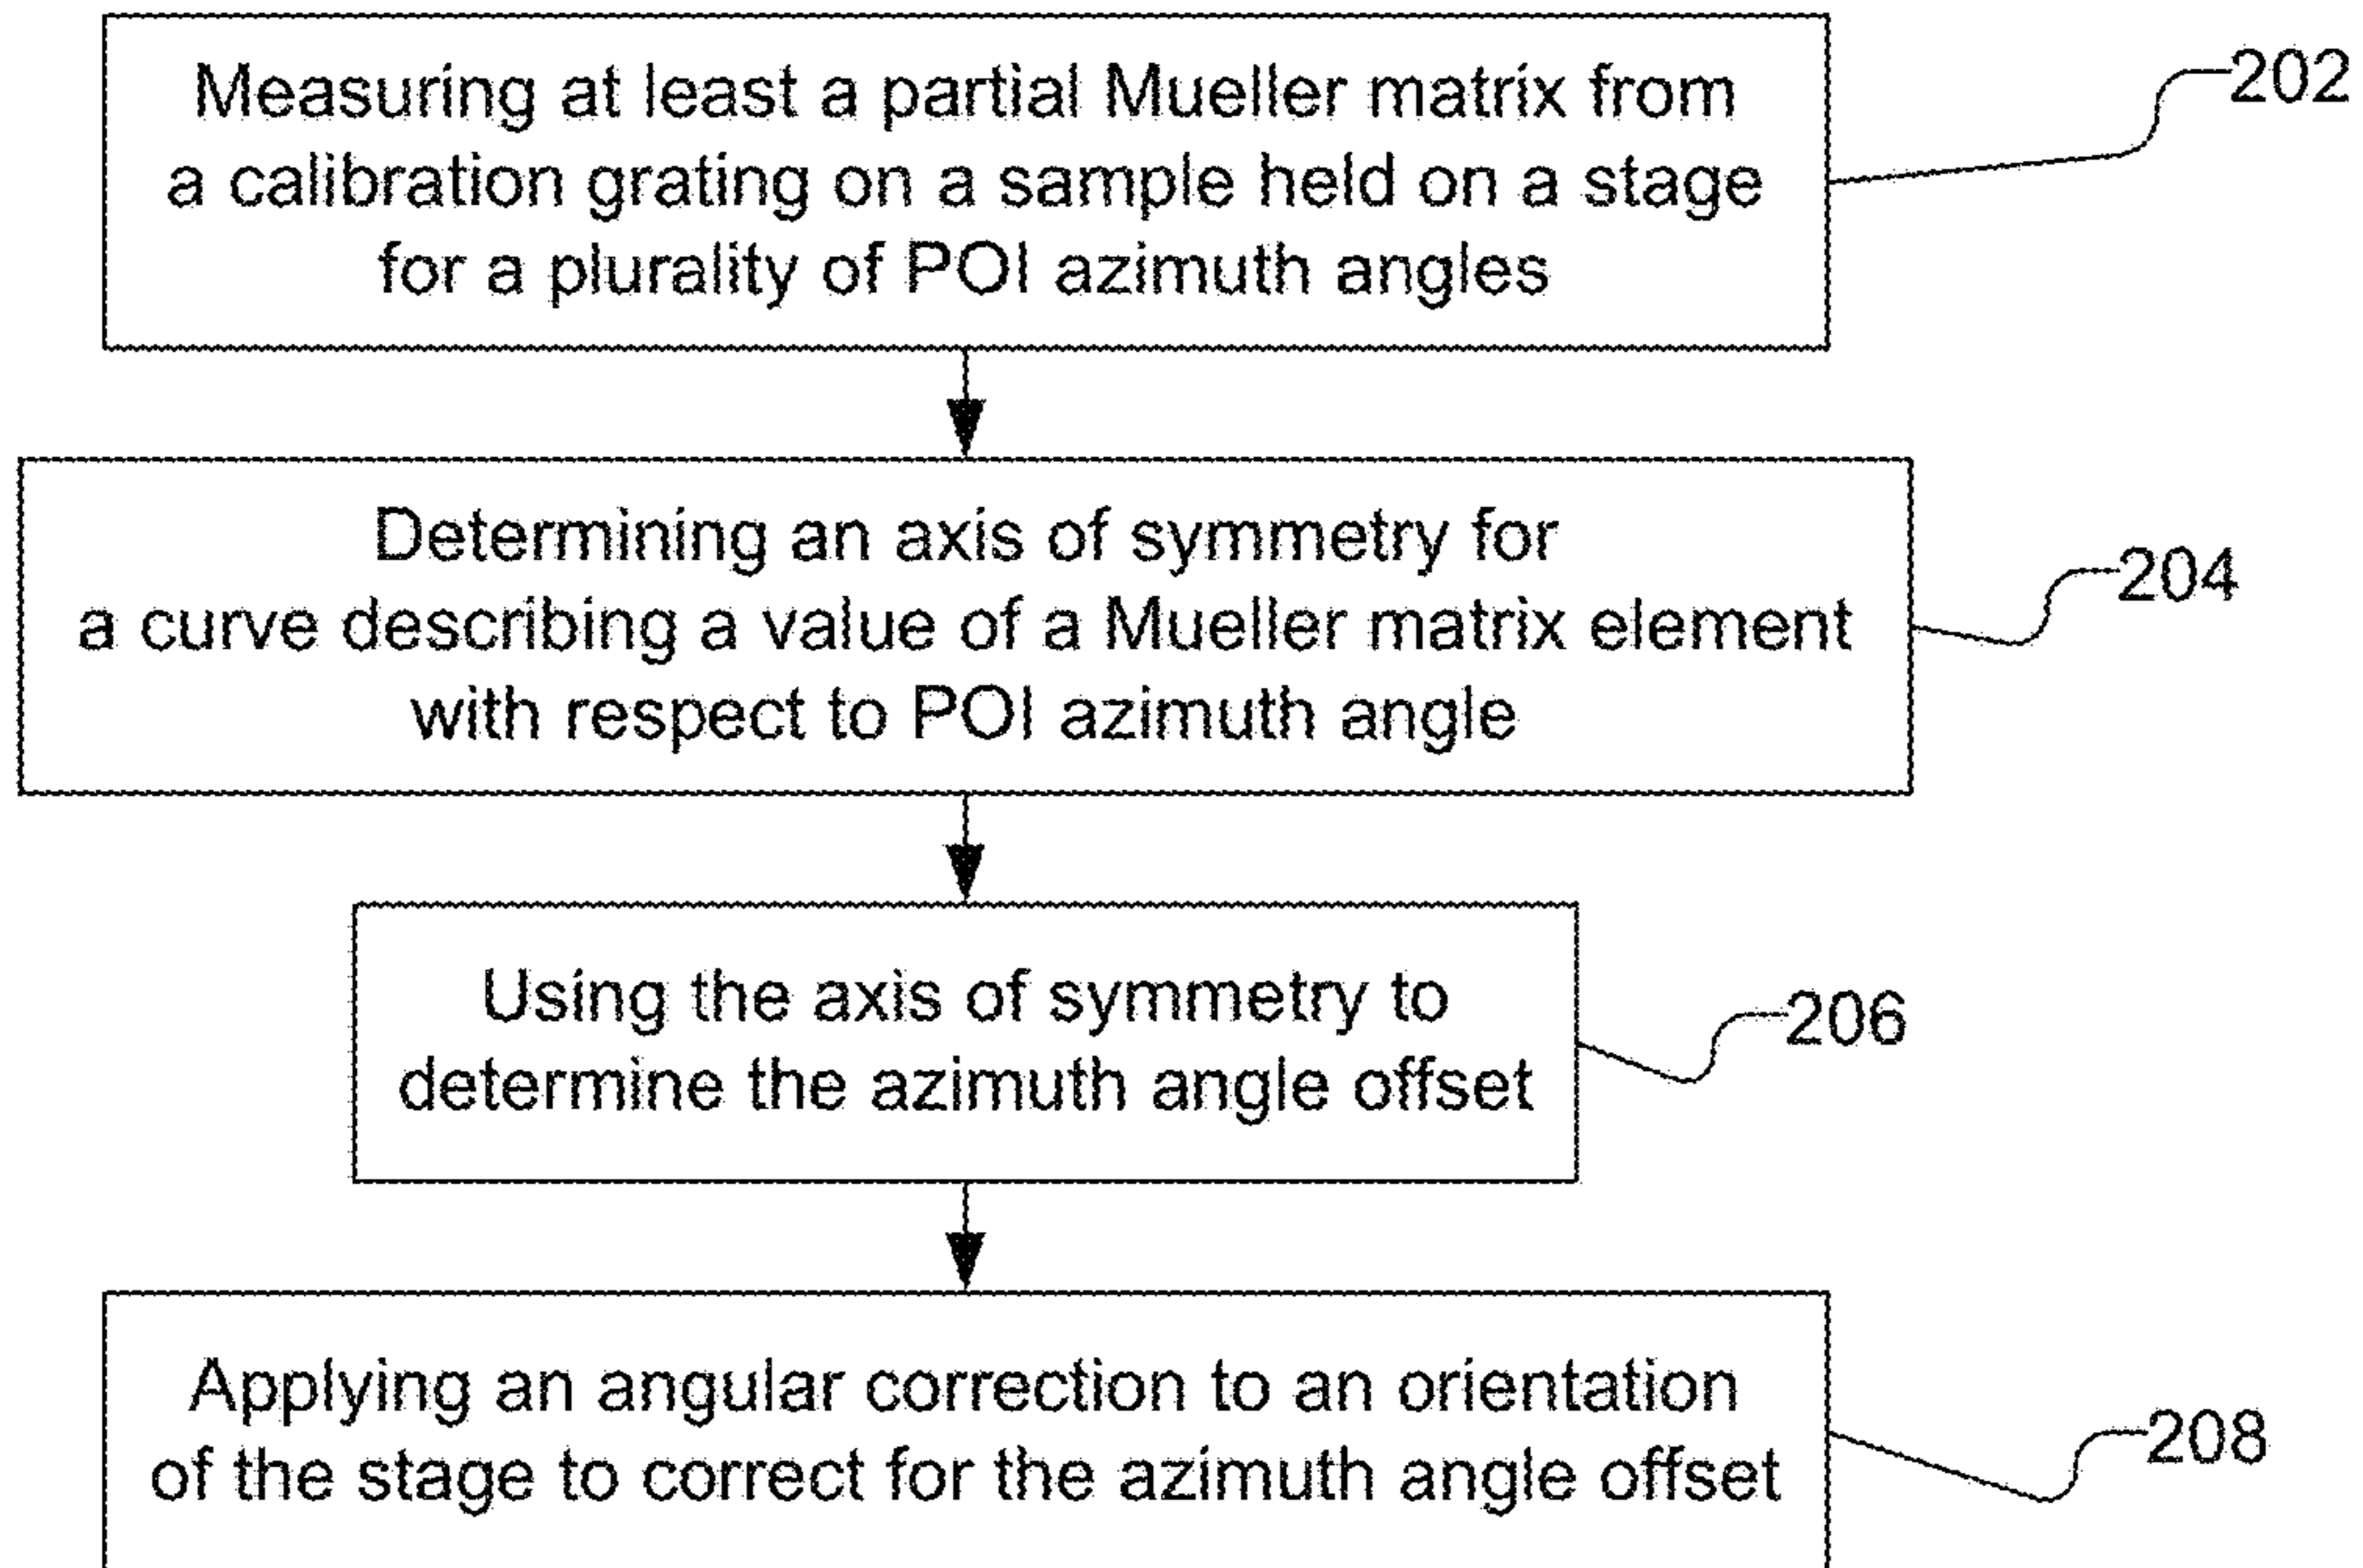 Measuring at least a partial Mueller matrix from
a calibration grating on a sample held on a stage
for a plurality of POI azimuth angles
202
Determining an axis of symmetry for
a curve describing a value of a Mueller matrix element
with respect to POI azimuth angle
204
Using the axis of symmetry to
determine the azimuth angle offset
206
Applying an angular correction to an orientation
of the stage to correct for the azimuth angle offset
208